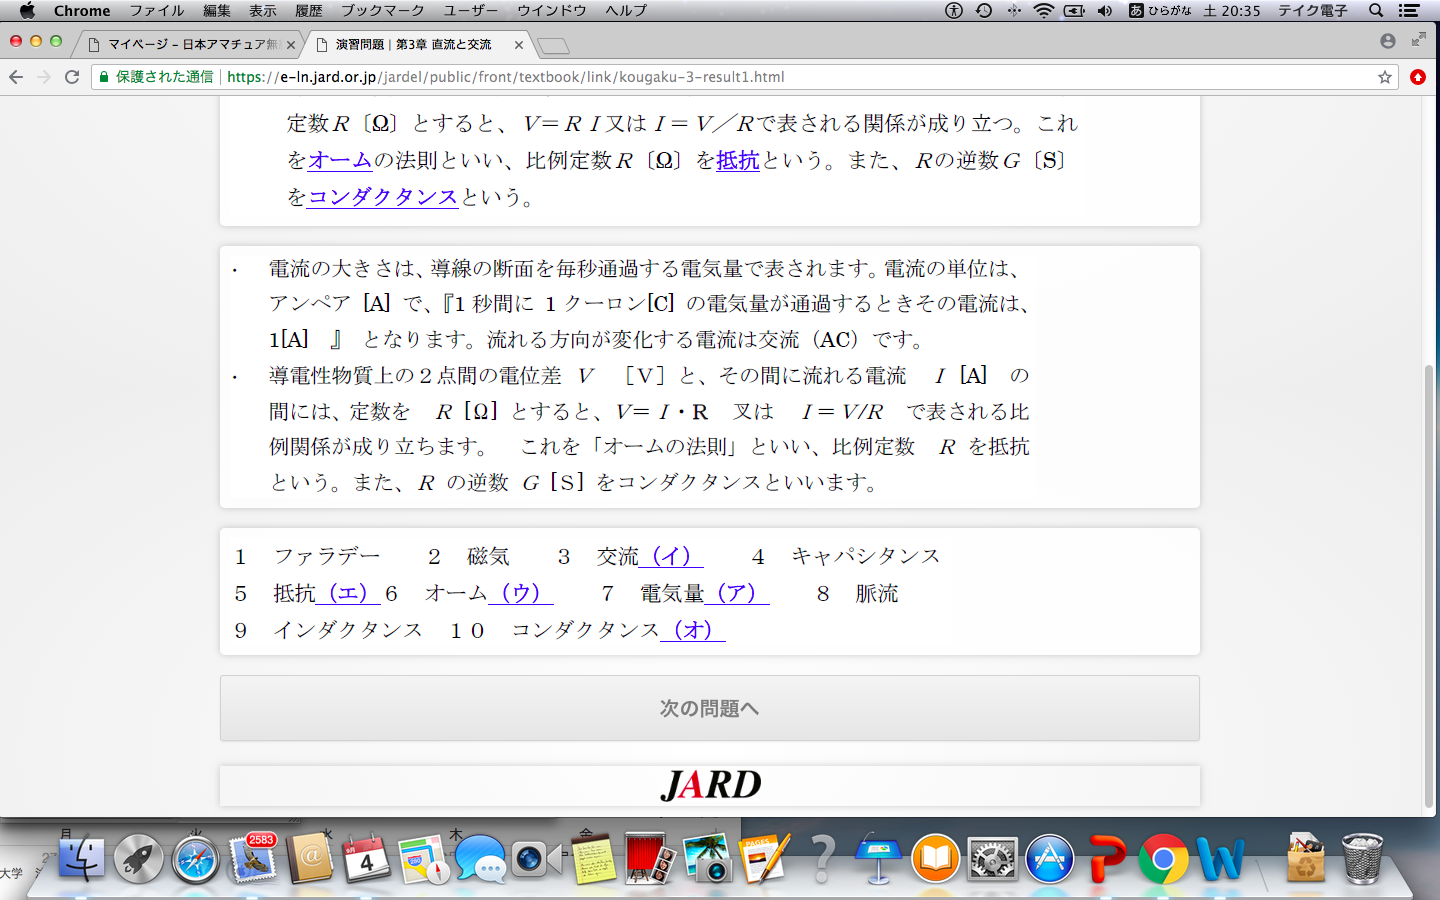 Chrome ファイル 編集 表示 履歴 ブックマーク ユーザー ウインドウ ヘルプ あ ひらがな 土 20:35 テイク電子
マイページ - 日本アマチュア無 演習問題 | 第3章 直流と交流
保護された通信 https://e-ln.jard.or.jp/jardel/public/front/textbook/link/kougaku-3-result1.html
定数R〔Ω〕とすると、V=R I又はI=V/Rで表される関係が成り立つ。これ
をオームの法則といい、比例定数R〔Ω〕を抵抗という。また、Rの逆数G〔S〕
をコンダクタンスという。
・ 電流の大きさは、導線の断面を毎秒通過する電気量で表されます。電流の単位は、
アンペア [A] で、『1 秒間に 1 クーロン[C] の電気量が通過するときその電流は、
1[A] 』 となります。流れる方向が変化する電流は交流（AC）です。
・ 導電性物質上の２点間の電位差 V ［Ｖ］と、その間に流れる電流 I [A] の
間には、定数を R [Ω] とすると、V= I・R 又は I = V/R で表される比
例関係が成り立ちます。 これを「オームの法則」といい、比例定数 R を抵抗
という。また、R の逆数 G [Ｓ] をコンダクタンスといいます。
１ ファラデー ２ 磁気 ３ 交流（イ） ４ キャパシタンス
５ 抵抗（エ） ６ オーム（ウ） ７ 電気量（ア） ８ 脈流
９ インダクタンス １０ コンダクタンス（オ）
次の問題へ
JARD
月 火 水 木 金
2583
4
280
PAGES
大学